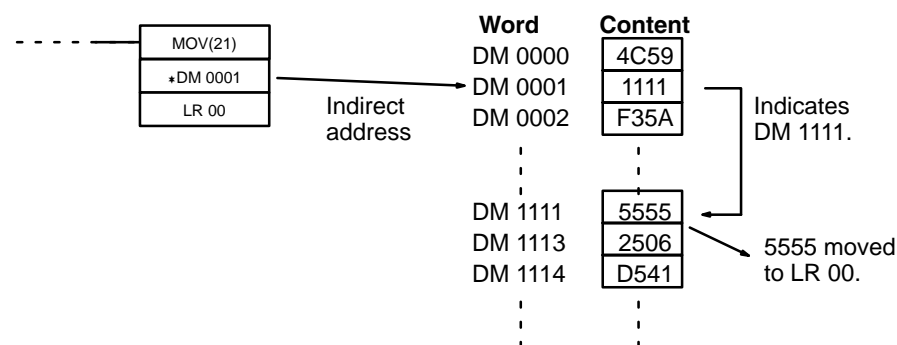 MOV(21)
*DM 0001
LR 00
Indirect
address
Word Content
DM 0000 4C59
DM 0001 1111
DM 0002 F35A
Indicates
DM 1111.
DM 1111 5555
DM 1113 2506
DM 1114 D541
5555 moved
to LR 00.